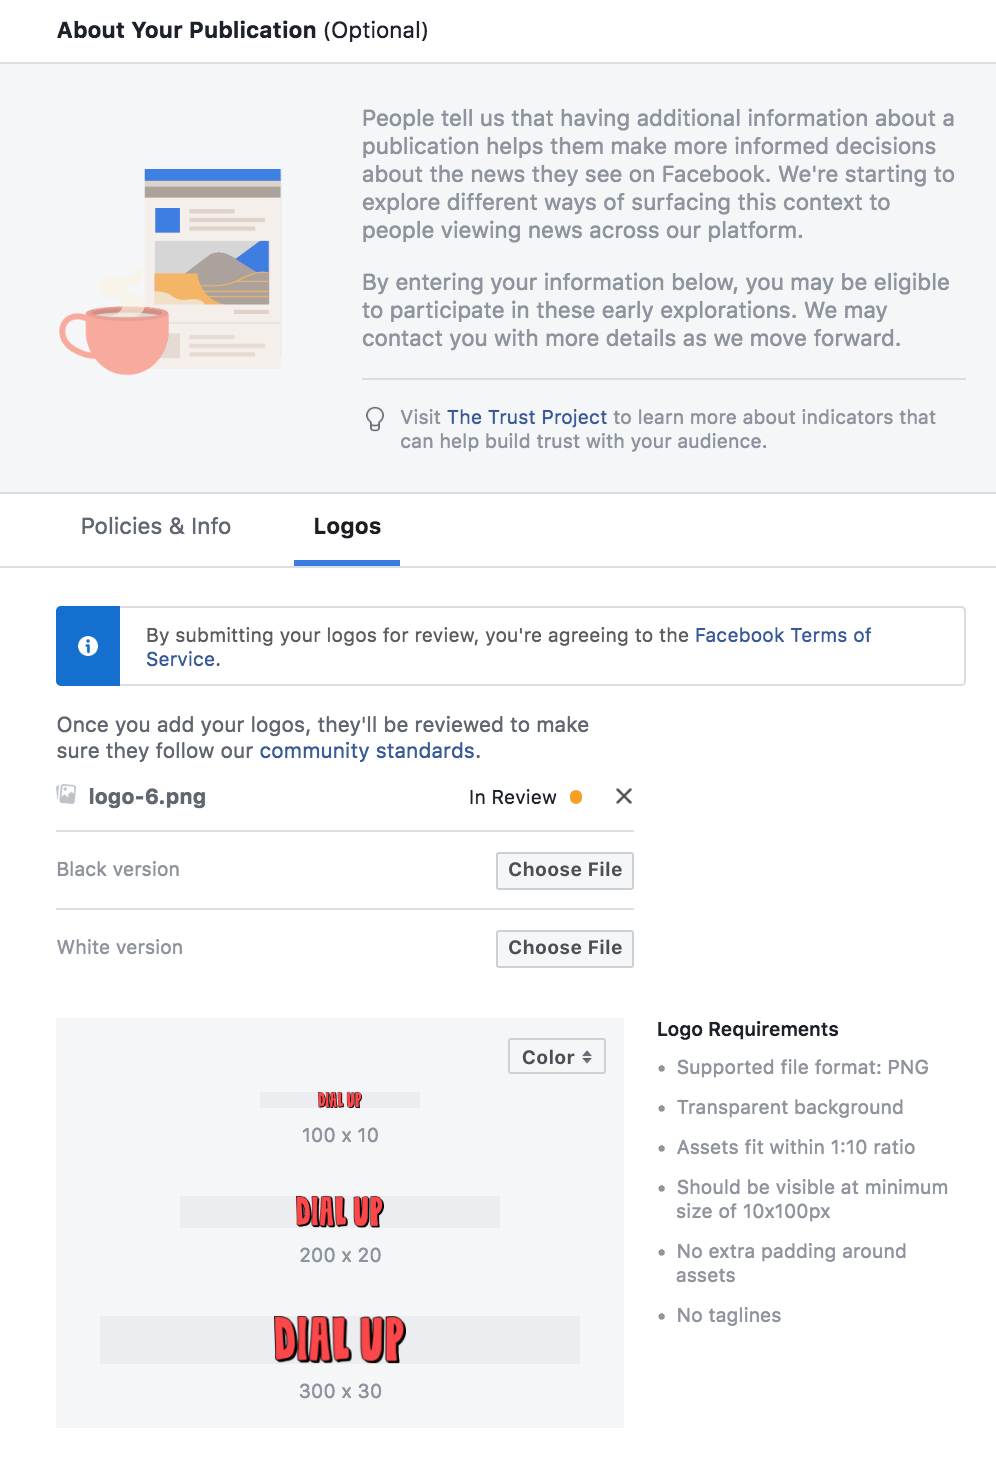 About Your Publication (Optional)
People tell us that having additional information about a
publication helps them make more informed decisions
about the news they see on Facebook. We're starting to
explore different ways of surfacing this context to
people viewing news across our platform.
By entering your information below, you may be eligible
to participate in these early explorations. We may
contact you with more details as we move forward.
Visit The Trust Project to learn more about indicators that
can help build trust with your audience.
Policies & Info
Logos
By submitting your logos for review, you're agreeing to the Facebook Terms of
Service.
Once you add your logos, they'll be reviewed to make
sure they follow our community standards.
logo-6.png
In Review
Black version
Choose File
White version
Choose File
Color
DIAL UP
100 x 10
DIAL UP
200 x 20
DIAL UP
300 x 30
Logo Requirements
• Supported file format: PNG
• Transparent background
• Assets fit within 1:10 ratio
• Should be visible at minimum
size of 10x100px
• No extra padding around
assets
• No taglines